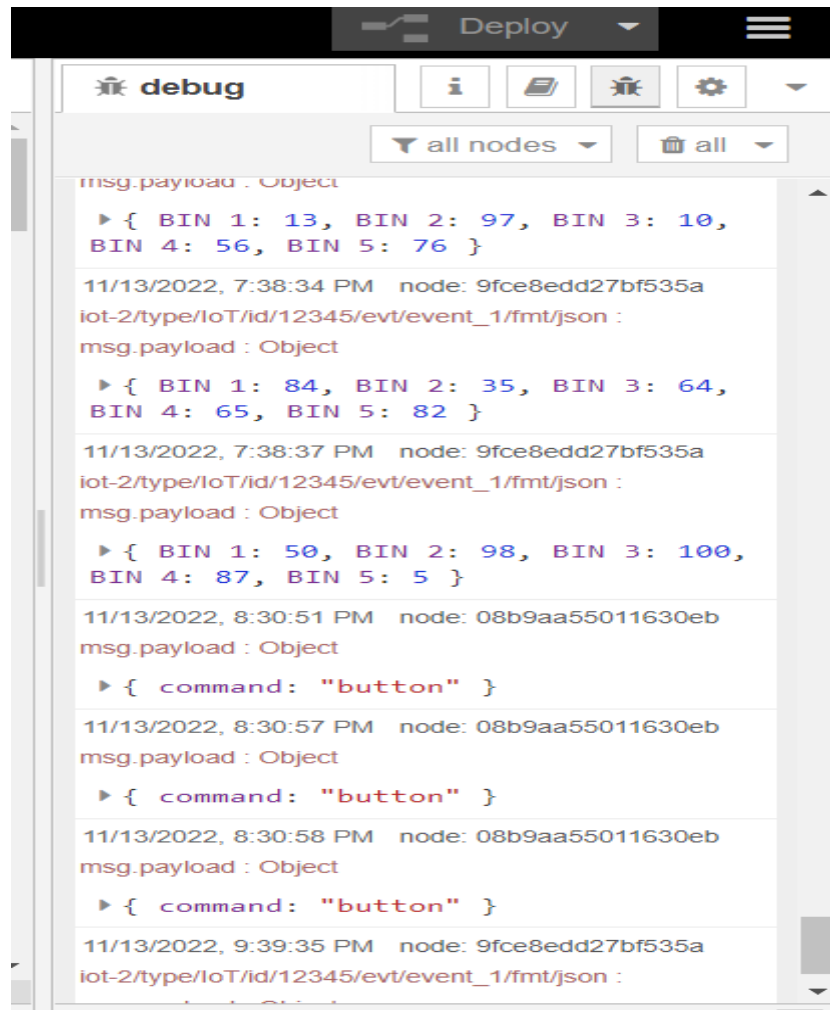 Deploy
debug
i
all nodes
all
msg.payload : Object
{ BIN 1: 13, BIN 2: 97, BIN 3: 10,
BIN 4: 56, BIN 5: 76 }
11/13/2022, 7:38:34 PM node: 9fce8edd27bf535a
iot-2/type/IoT/id/12345/evt/event_1/fmt/json :
msg.payload : Object
{ BIN 1: 84, BIN 2: 35, BIN 3: 64,
BIN 4: 65, BIN 5: 82 }
11/13/2022, 7:38:37 PM node: 9fce8edd27bf535a
iot-2/type/IoT/id/12345/evt/event_1/fmt/json :
msg.payload : Object
{ BIN 1: 50, BIN 2: 98, BIN 3: 100,
BIN 4: 87, BIN 5: 5 }
11/13/2022, 8:30:51 PM node: 08b9aa55011630eb
msg.payload : Object
{ command: "button" }
11/13/2022, 8:30:57 PM node: 08b9aa55011630eb
msg.payload : Object
{ command: "button" }
11/13/2022, 8:30:58 PM node: 08b9aa55011630eb
msg.payload : Object
{ command: "button" }
11/13/2022, 9:39:35 PM node: 9fce8edd27bf535a
iot-2/type/IoT/id/12345/evt/event_1/fmt/json :